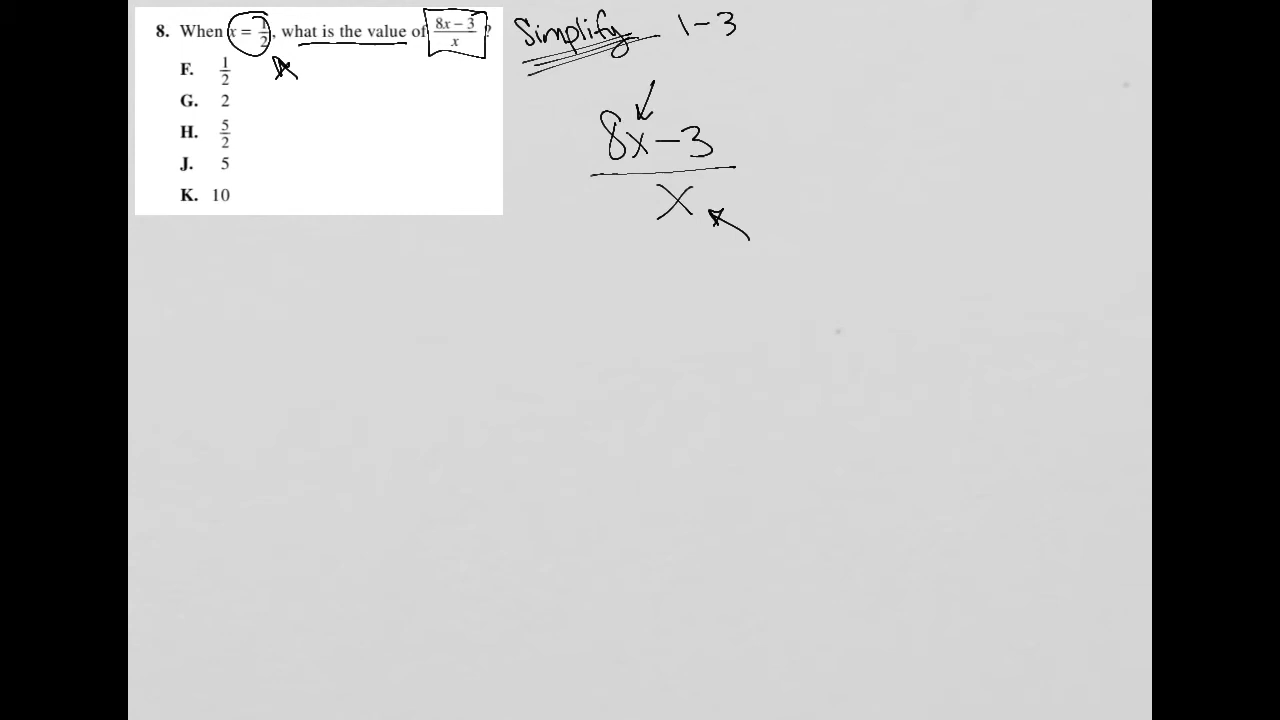 8. When x = 1/2, what is the value of (8x − 3)/x ?
F. 1/2
G. 2
H. 5/2
J. 5
K. 10
Simplify 1-3
8x-3
x